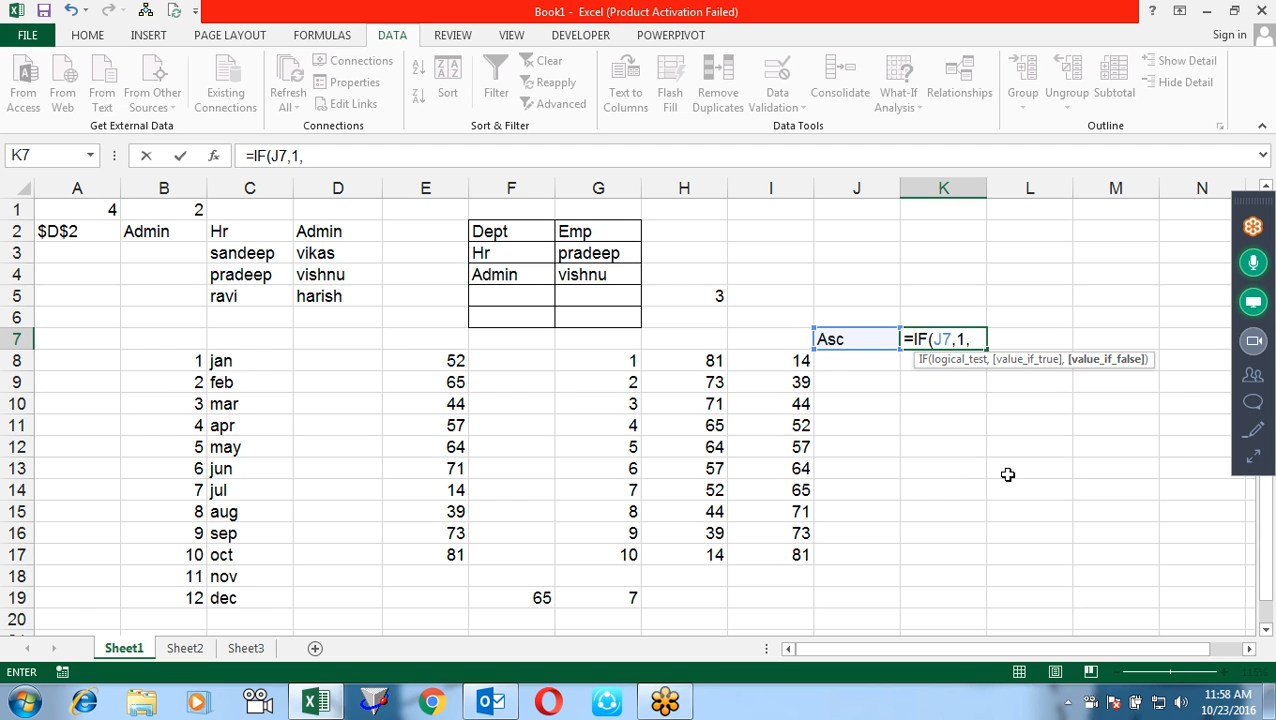 Book1 - Excel (Product Activation Failed)
FILE HOME INSERT PAGE LAYOUT FORMULAS DATA REVIEW VIEW DEVELOPER POWERPIVOT Sign in
From Access From Web From Text From Other Sources Existing Connections Refresh All Connections Properties Edit Links Sort Filter Clear Reapply Advanced Text to Columns Flash Fill Remove Duplicates Data Validation Consolidate What-If Analysis Relationships Group Ungroup Subtotal Show Detail Hide Detail
Get External Data Connections Sort & Filter Data Tools Outline
K7 =IF(J7,1,
A B C D E F G H I J K L M N
1 4 2
2 $D$2 Admin Hr Admin Dept Emp
3 sandeep vikas Hr pradeep
4 pradeep vishnu Admin vishnu
5 ravi harish 3
6
7 Asc =IF(J7,1,
IF(logical_test, [value_if_true], [value_if_false])
8 1 jan 52 1 81 14
9 2 feb 65 2 73 39
10 3 mar 44 3 71 44
11 4 apr 57 4 65 52
12 5 may 64 5 64 57
13 6 jun 71 6 57 64
14 7 jul 14 7 52 65
15 8 aug 39 8 44 71
16 9 sep 73 9 39 73
17 10 oct 81 10 14 81
18 11 nov
19 12 dec 65 7
20
Sheet1 Sheet2 Sheet3
ENTER
11:58 AM
10/23/2016